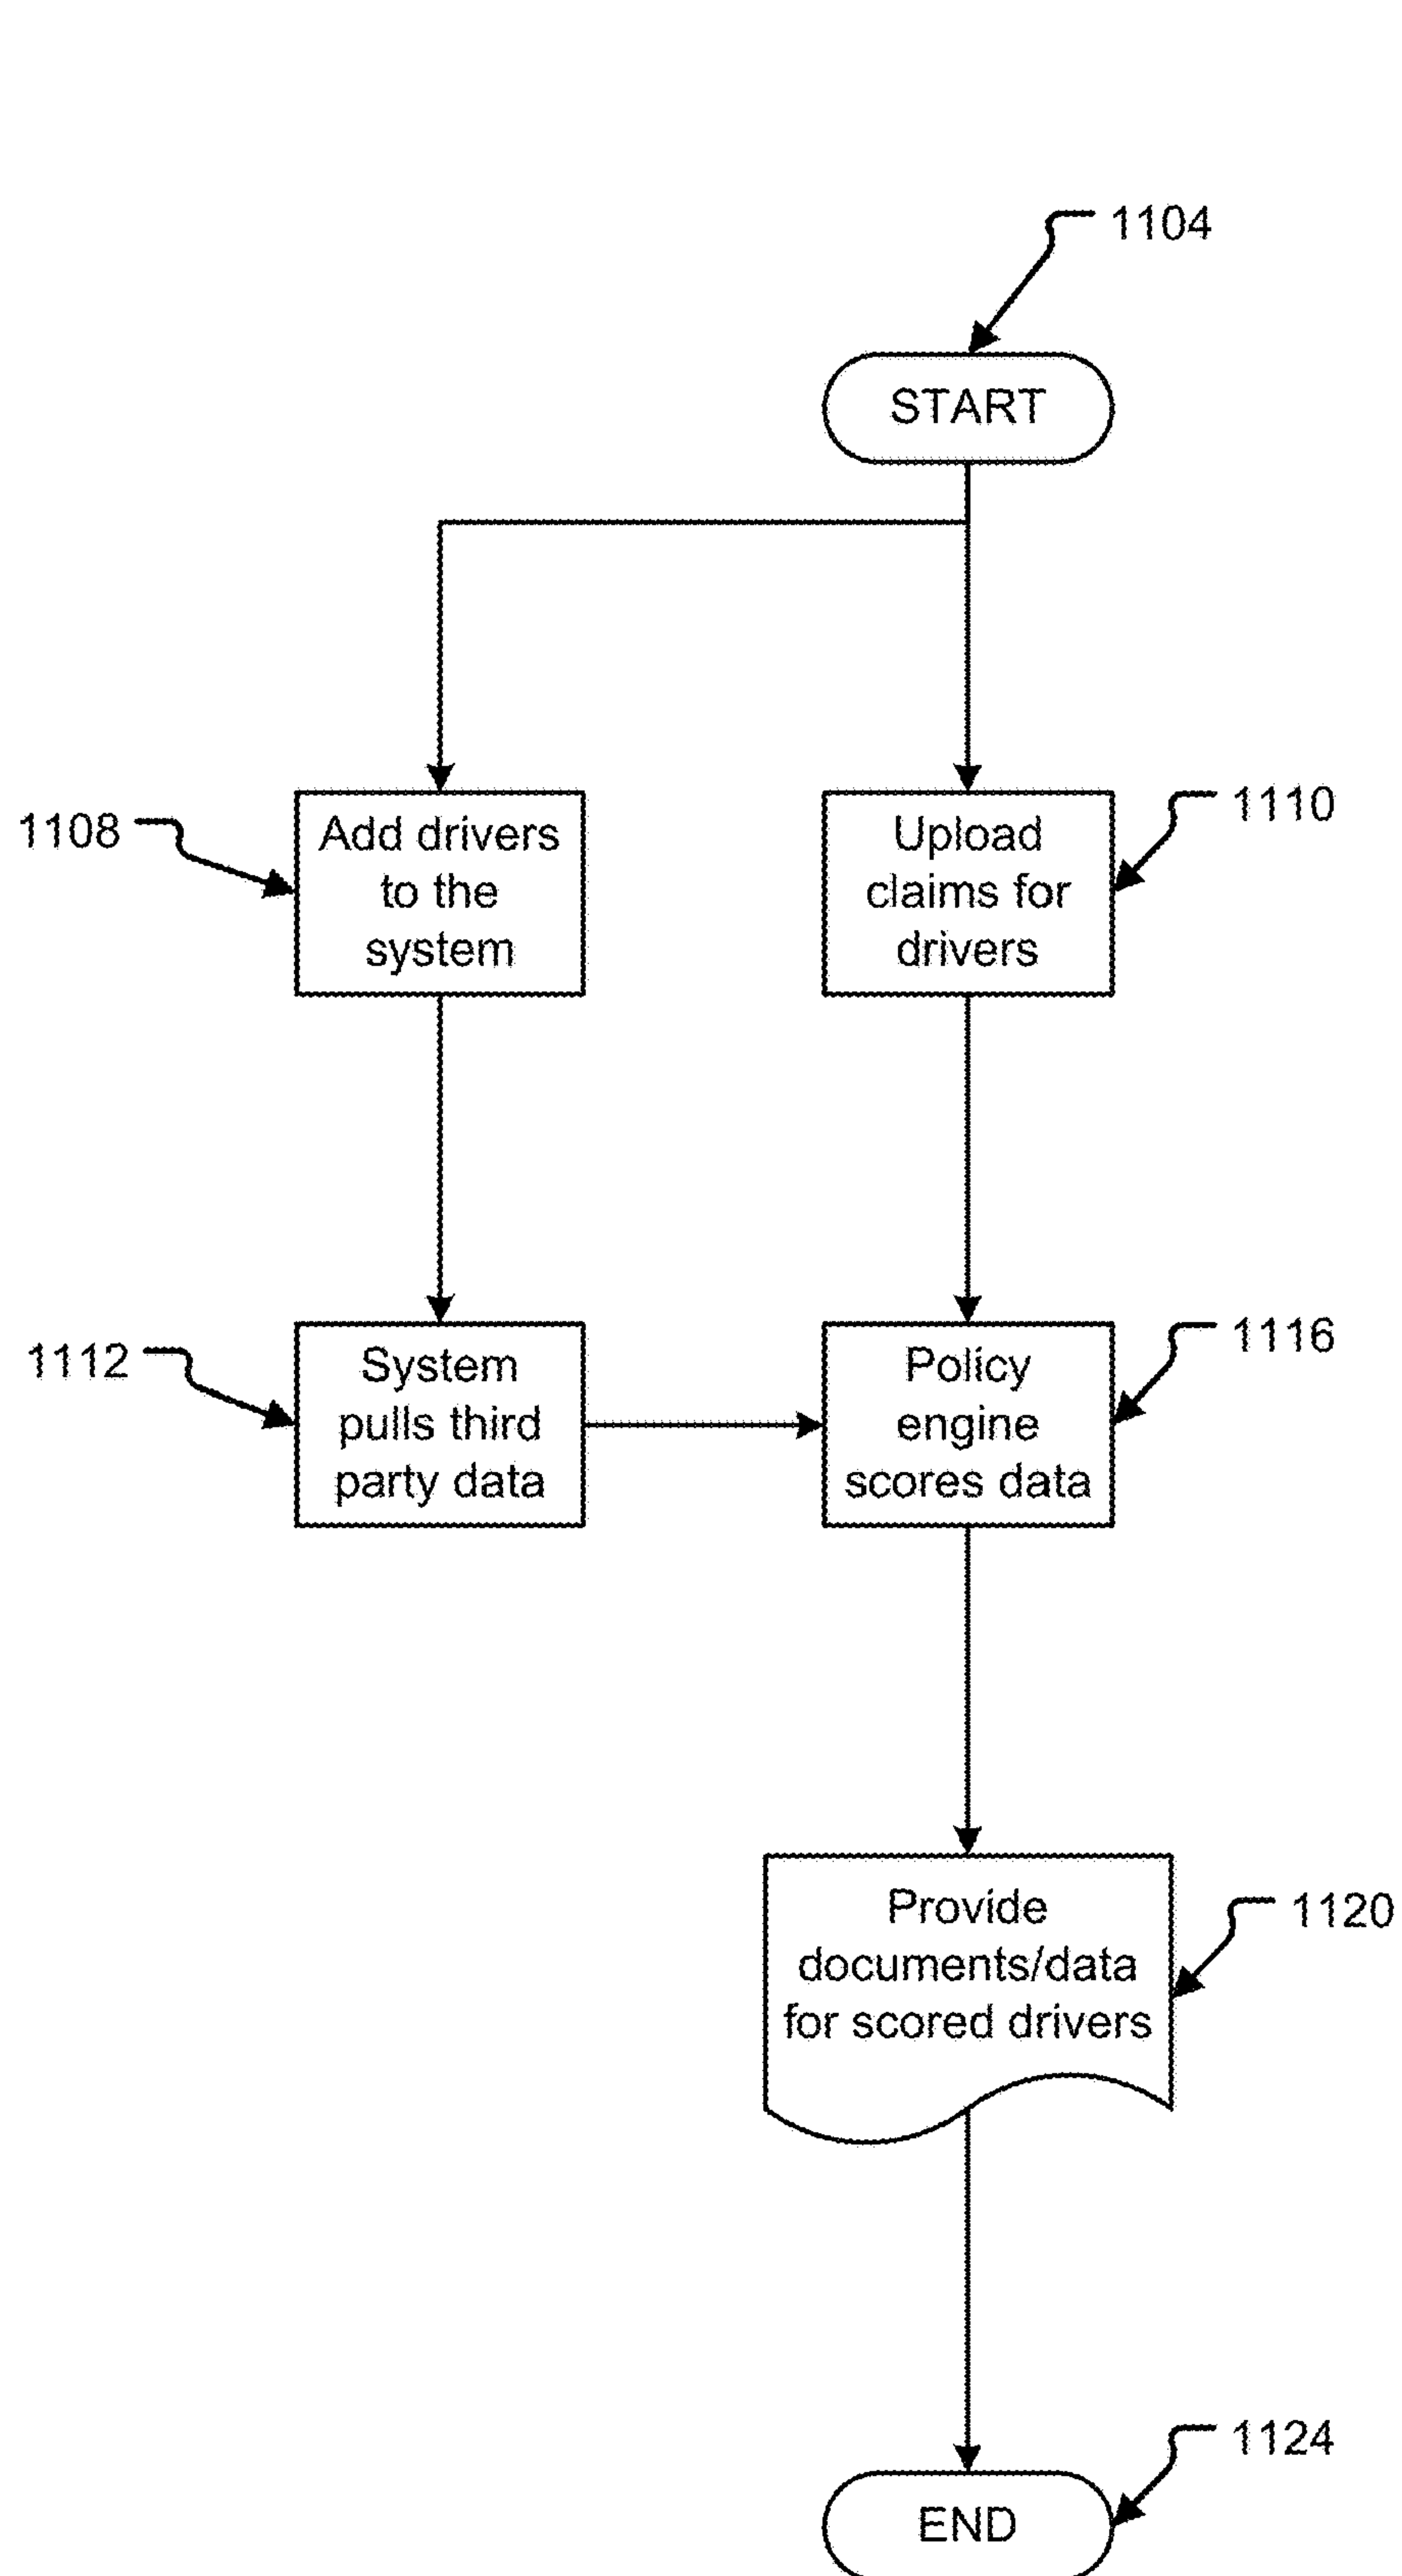 1104
START
1108
Add drivers
to the
system
Upload
claims for
drivers
1110
1112
System
pulls third
party data
Policy
engine
scores data
1116
Provide
documents/data
for scored drivers
1120
1124
END